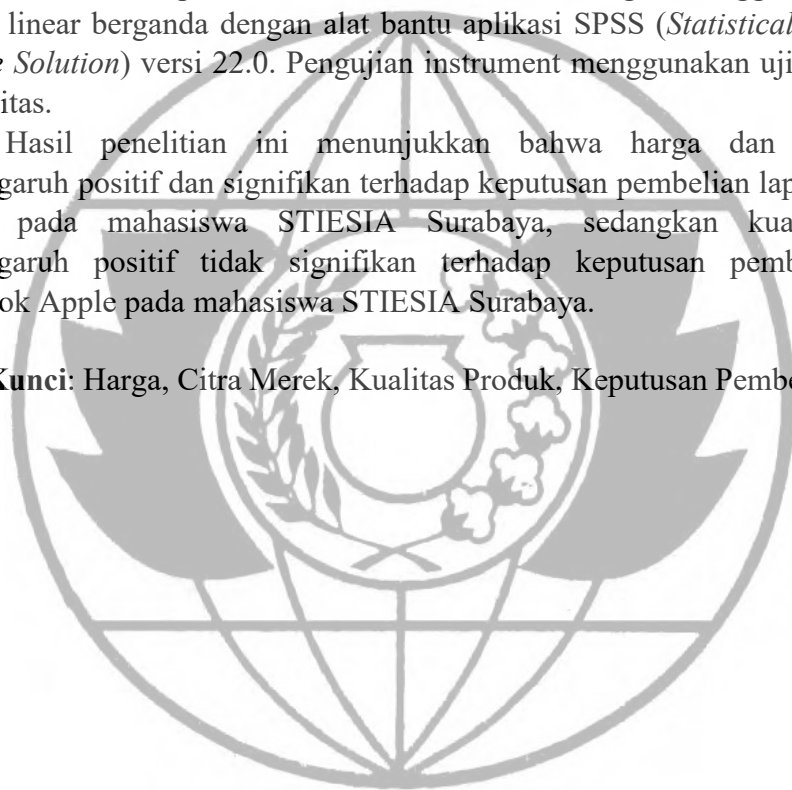 linear berganda dengan alat bantu aplikasi SPSS (Statistical
Solution) versi 22.0. Pengujian instrument menggunakan uji
itas.
Hasil penelitian ini menunjukkan bahwa harga dan
garuh positif dan signifikan terhadap keputusan pembelian lap
pada mahasiswa STIESIA Surabaya, sedangkan kua
garuh positif tidak signifikan terhadap keputusan pemb
ok Apple pada mahasiswa STIESIA Surabaya.
Kunci: Harga, Citra Merek, Kualitas Produk, Keputusan Pembe